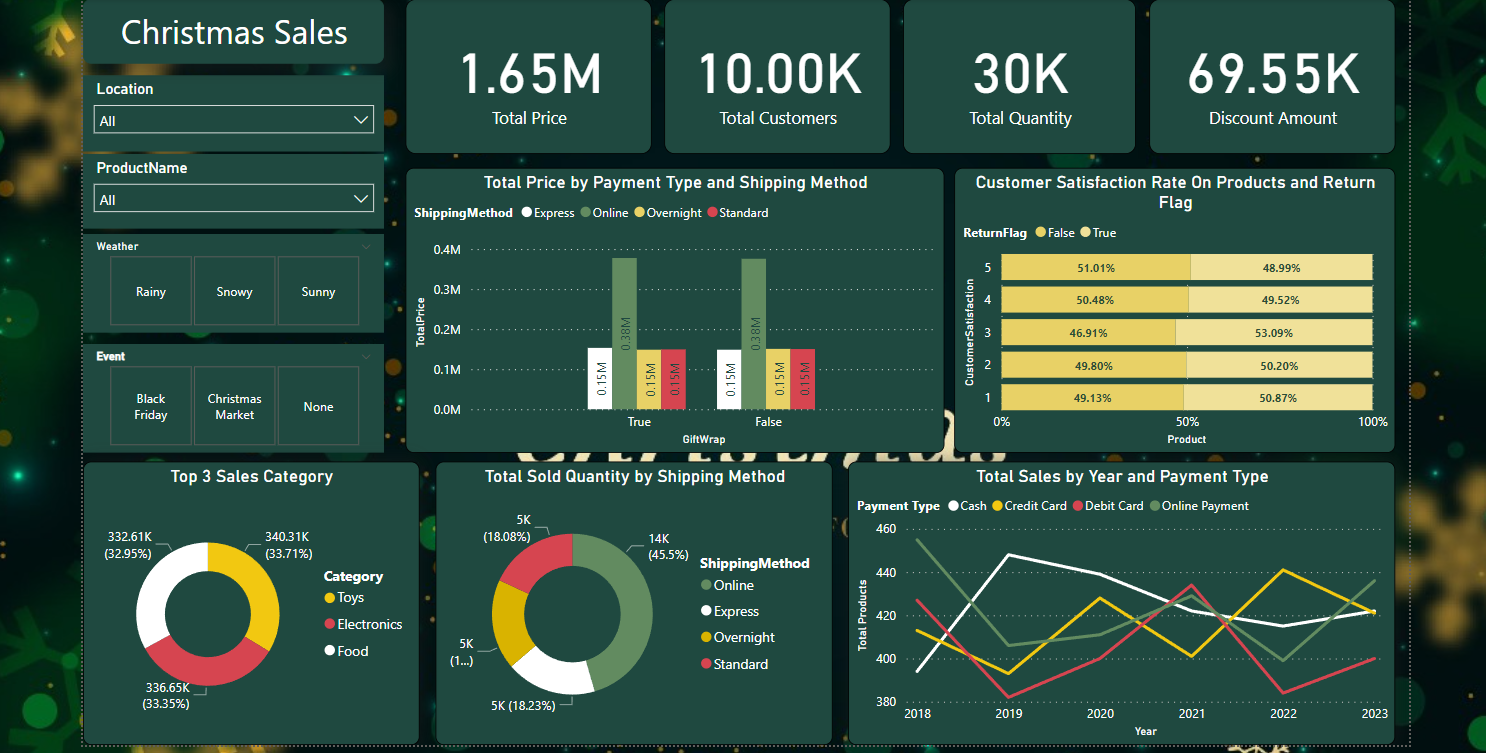 Christmas Sales
1.65M
Total Price
10.00K
Total Customers
30K
Total Quantity
69.55K
Discount Amount
Location
All
ProductName
All
Weather
Rainy
Snowy
Sunny
Event
Black
Friday
Christmas
Market
None
Total Price by Payment Type and Shipping Method
ShippingMethod Express Online Overnight Standard
TotalPrice
0.4M
0.3M
0.2M
0.1M
0.0M
0.15M
0.38M
0.15M
0.15M
0.15M
0.38M
0.15M
0.15M
True
False
GiftWrap
Customer Satisfaction Rate On Products and Return
Flag
ReturnFlag False True
CustomerSatisfaction
5 51.01% 48.99%
4 50.48% 49.52%
3 46.91% 53.09%
2 49.80% 50.20%
1 49.13% 50.87%
0% 50% 100%
Product
Top 3 Sales Category
332.61K
(32.95%)
340.31K
(33.71%)
336.65K
(33.35%)
Category
Toys
Electronics
Food
Total Sold Quantity by Shipping Method
5K
(18.08%)
14K
(45.5%)
5K
(1...)
5K (18.23%)
ShippingMethod
Online
Express
Overnight
Standard
Total Sales by Year and Payment Type
Payment Type Cash Credit Card Debit Card Online Payment
Total Products
460
440
420
400
380
2018 2019 2020 2021 2022 2023
Year